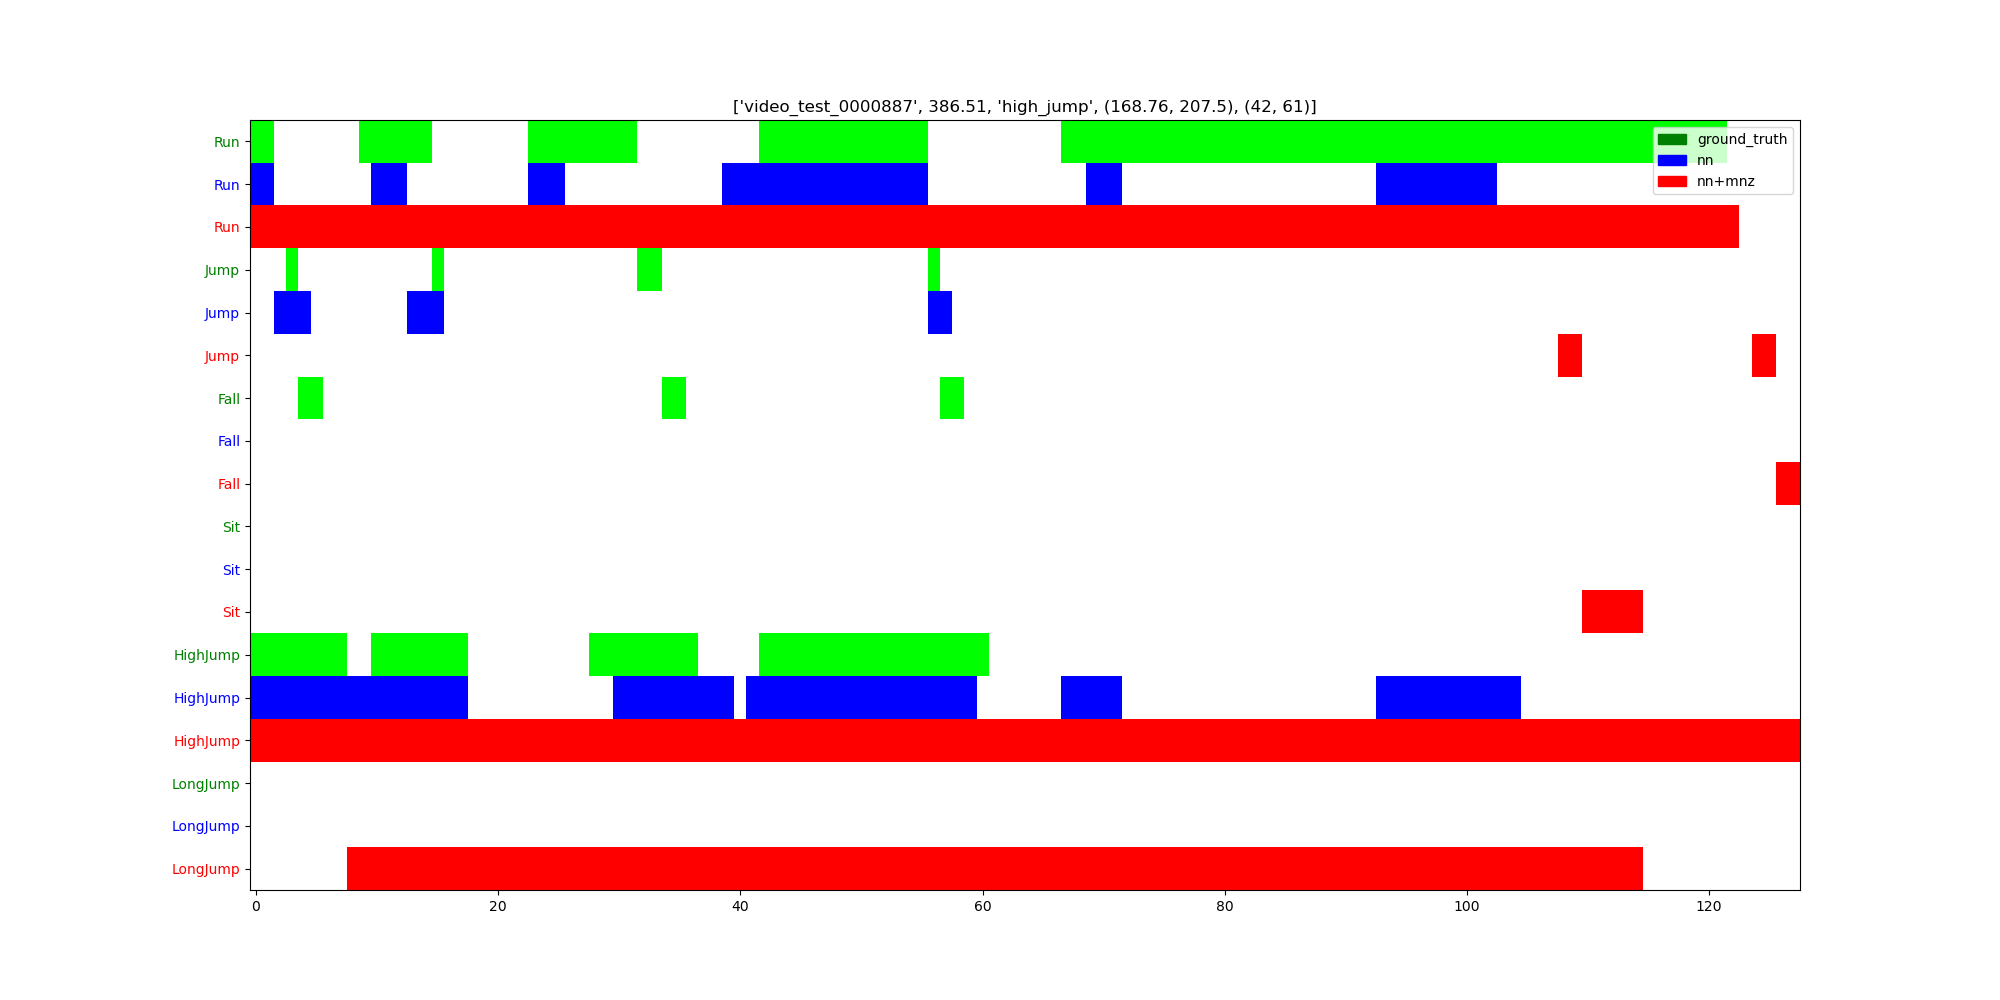 ['video_test_0000887', 386.51, 'high_jump', (168.76, 207.5), (42, 61)]
ground_truth
nn
nn+mnz
Run
Run
Run
Jump
Jump
Jump
Fall
Fall
Fall
Sit
Sit
Sit
HighJump
HighJump
HighJump
LongJump
LongJump
LongJump
0 20 40 60 80 100 120